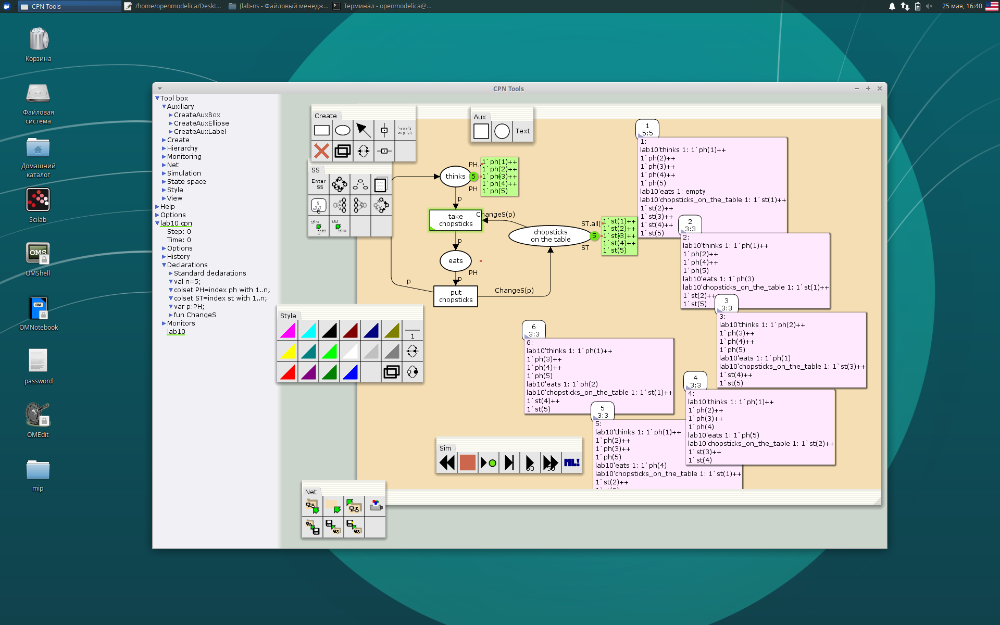 CPN Tools
/home/openmodelica/Deskt...
[lab-ns - Файловый менедж...
Терминал - openmodelica@...
25 мая, 16:40
Корзина
Файловая
система
Домашний
каталог
Scilab
OMS
OMShell
OM
OMNotebook
password
OMEdit
mip
CPN Tools
Tool box
Auxiliary
CreateAuxBox
CreateAuxEllipse
CreateAuxLabel
Create
Hierarchy
Monitoring
Net
Simulation
State space
Style
View
Help
Options
lab10.cpn
Step: 0
Time: 0
Options
History
Declarations
Standard declarations
val n=5;
colset PH=index ph with 1..n;
colset ST=index st with 1..n;
var p:PH;
fun ChangeS
Monitors
lab10
Create
Aux
Text
SS
Enter
SS
6
1
thinks
PH.
5
PH
1`ph(1)++
1`ph(2)++
1`ph(3)++
1`ph(4)++
1`ph(5)
p
take
chopsticks
ChangeS(p)
p
eats
PH
p
put
chopsticks
p
ChangeS(p)
chopsticks
on the table
ST.all(
5
ST
1`st(1)++
1`st(2)++
1`st(3)++
1`st(4)++
1`st(5)
1
5:5
1:
lab10'thinks 1: 1`ph(1)++
1`ph(2)++
1`ph(3)++
1`ph(4)++
1`ph(5)
lab10'eats 1: empty
lab10'chopsticks_on_the_table 1: 1`st(1)++
1`st(2)++
1`st(3)++
1`st(4)++
1`st(5)
2
3:3
2:
lab10'thinks 1: 1`ph(1)++
1`ph(2)++
1`ph(4)++
1`ph(5)
lab10'eats 1: 1`ph(3)
lab10'chopsticks_on_the_table 1: 1`st(1)++
1`st(2)++
1`st(5)
3
3:3
3:
lab10'thinks 1: 1`ph(2)++
1`ph(3)++
1`ph(4)++
1`ph(5)
lab10'eats 1: 1`ph(1)
lab10'chopsticks_on_the_table 1: 1`st(3)++
1`st(4)++
1`st(5)
4
3:3
4:
lab10'thinks 1: 1`ph(1)++
1`ph(2)++
1`ph(3)++
1`ph(4)
lab10'eats 1: 1`ph(5)
lab10'chopsticks_on_the_table 1: 1`st(2)++
1`st(3)++
1`st(4)
6
3:3
6:
lab10'thinks 1: 1`ph(1)++
1`ph(3)++
1`ph(4)++
1`ph(5)
lab10'eats 1: 1`ph(2)
lab10'chopsticks_on_the_table 1: 1`st(1)++
1`st(4)++
1`st(5)
5
3:3
5:
lab10'thinks 1: 1`ph(1)++
1`ph(2)++
1`ph(3)++
1`ph(5)
lab10'eats 1: 1`ph(4)
lab10'chopsticks_on_the_table 1: 1`st(1)++
1`st(2)++
Style
1
Sim
50
50
ML!
Net